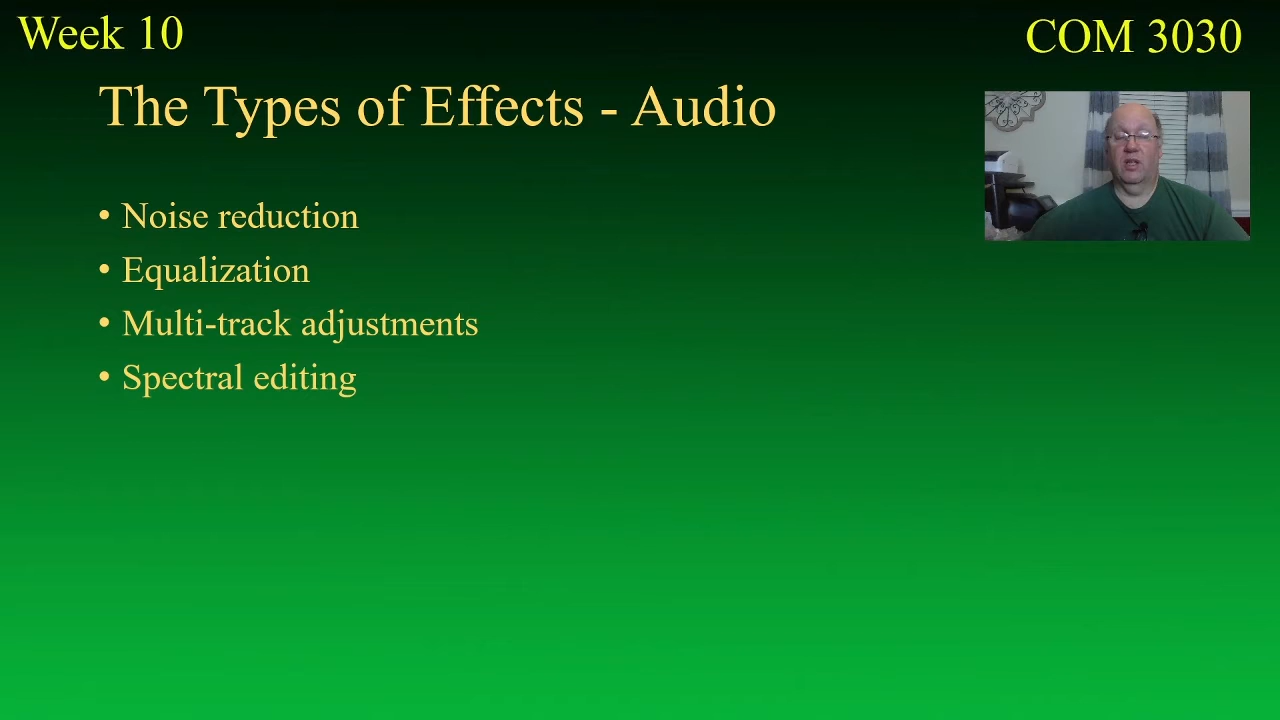 Week 10
COM 3030
The Types of Effects - Audio
• Noise reduction
• Equalization
• Multi-track adjustments
• Spectral editing